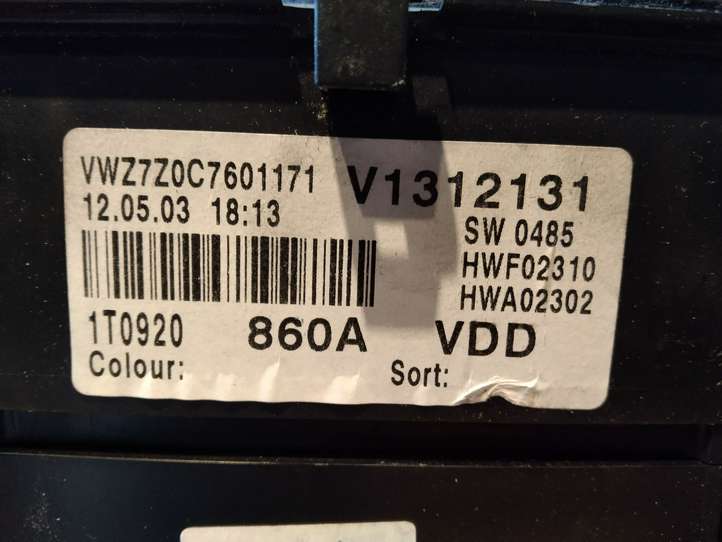 VWZ7Z0C7601171 V1312131
12.05.03 18:13 SW 0485
HWF02310
HWA02302
1T0920 860A VDD
Colour: Sort: